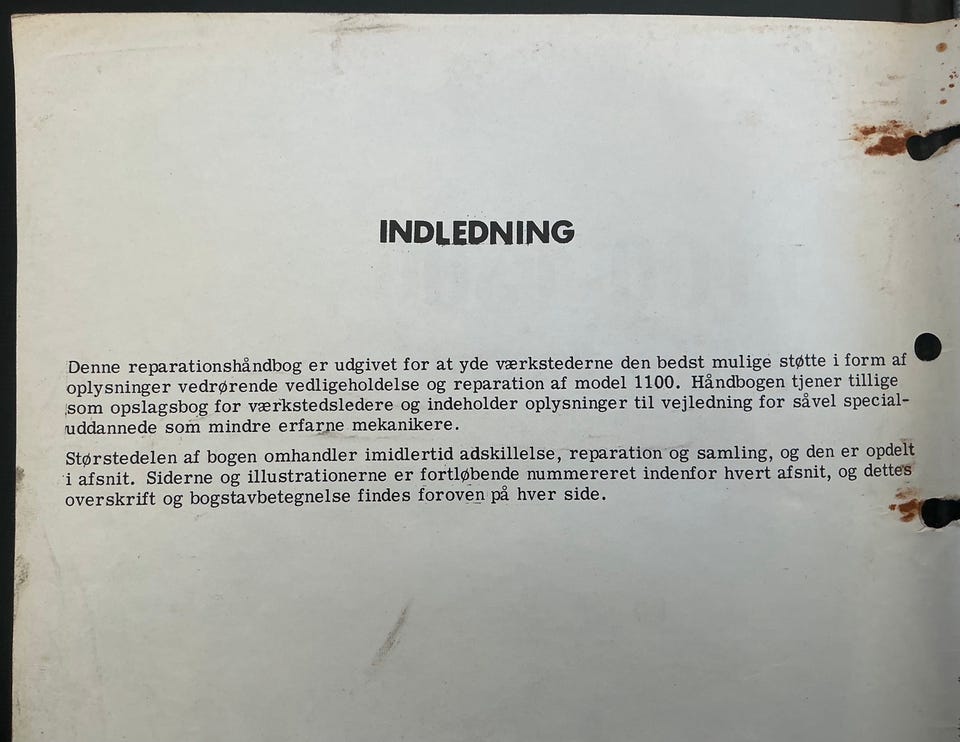 INDLEDNING
Denne reparationshåndbog er udgivet for at yde værkstederne den bedst mulige støtte i form af
oplysninger vedrørende vedligeholdelse og reparation af model 1100. Håndbogen tjener tillige
som opslagsbog for værkstedsledere og indeholder oplysninger til vejledning for såvel special-
uddannede som mindre erfarne mekanikere.
Størstedelen af bogen omhandler imidlertid adskillelse, reparation og samling, og den er opdelt
i afsnit. Siderne og illustrationerne er fortløbende nummereret indenfor hvert afsnit, og dettes
overskrift og bogstavbetegnelse findes foroven på hver side.